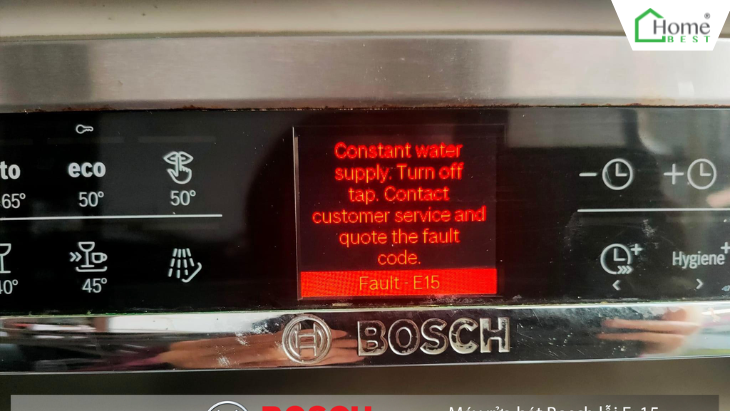 Home®
BEST
Constant water
supply. Turn off
tap. Contact
customer service and
quote the fault
code.
Fault E15
eco
65°
50°
50°
45°
Hygiene+
BOSCH
BOSCH